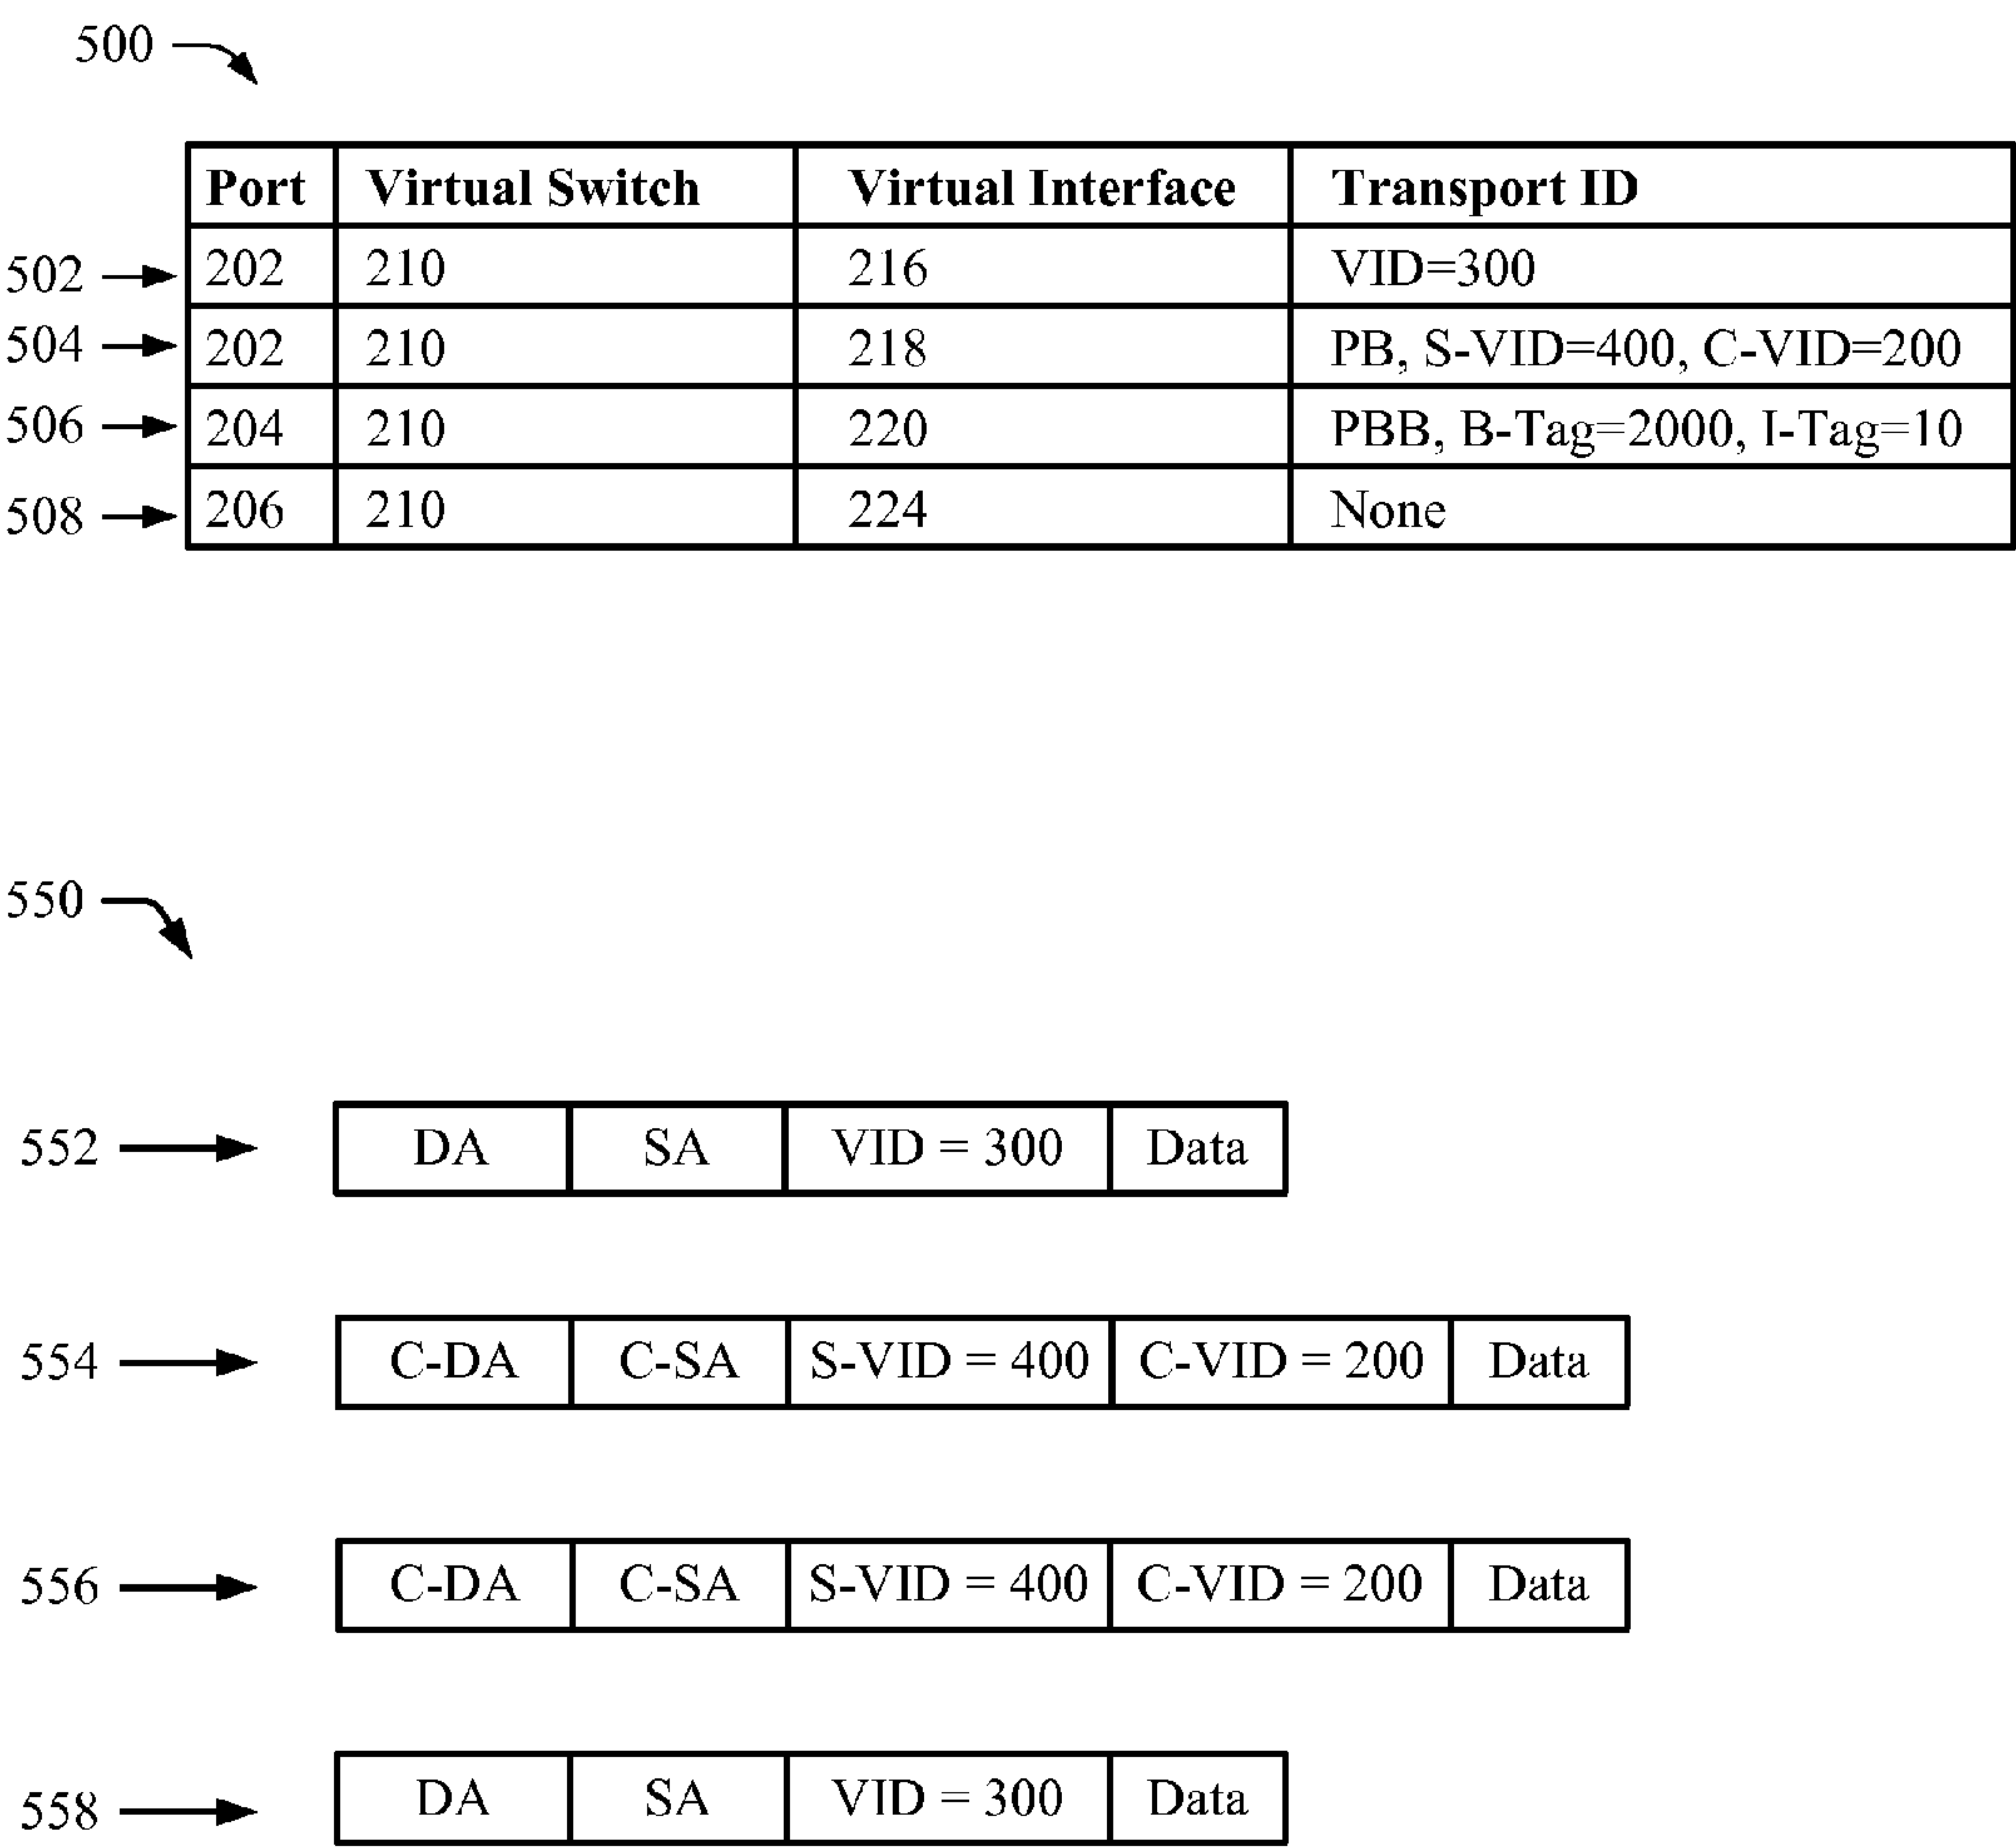 500
Port Virtual Switch Virtual Interface Transport ID
502 202 210 216 VID=300
504 202 210 218 PB, S-VID=400, C-VID=200
506 204 210 220 PBB, B-Tag=2000, I-Tag=10
508 206 210 224 None
550
552 DA SA VID = 300 Data
554 C-DA C-SA S-VID = 400 C-VID = 200 Data
556 C-DA C-SA S-VID = 400 C-VID = 200 Data
558 DA SA VID = 300 Data